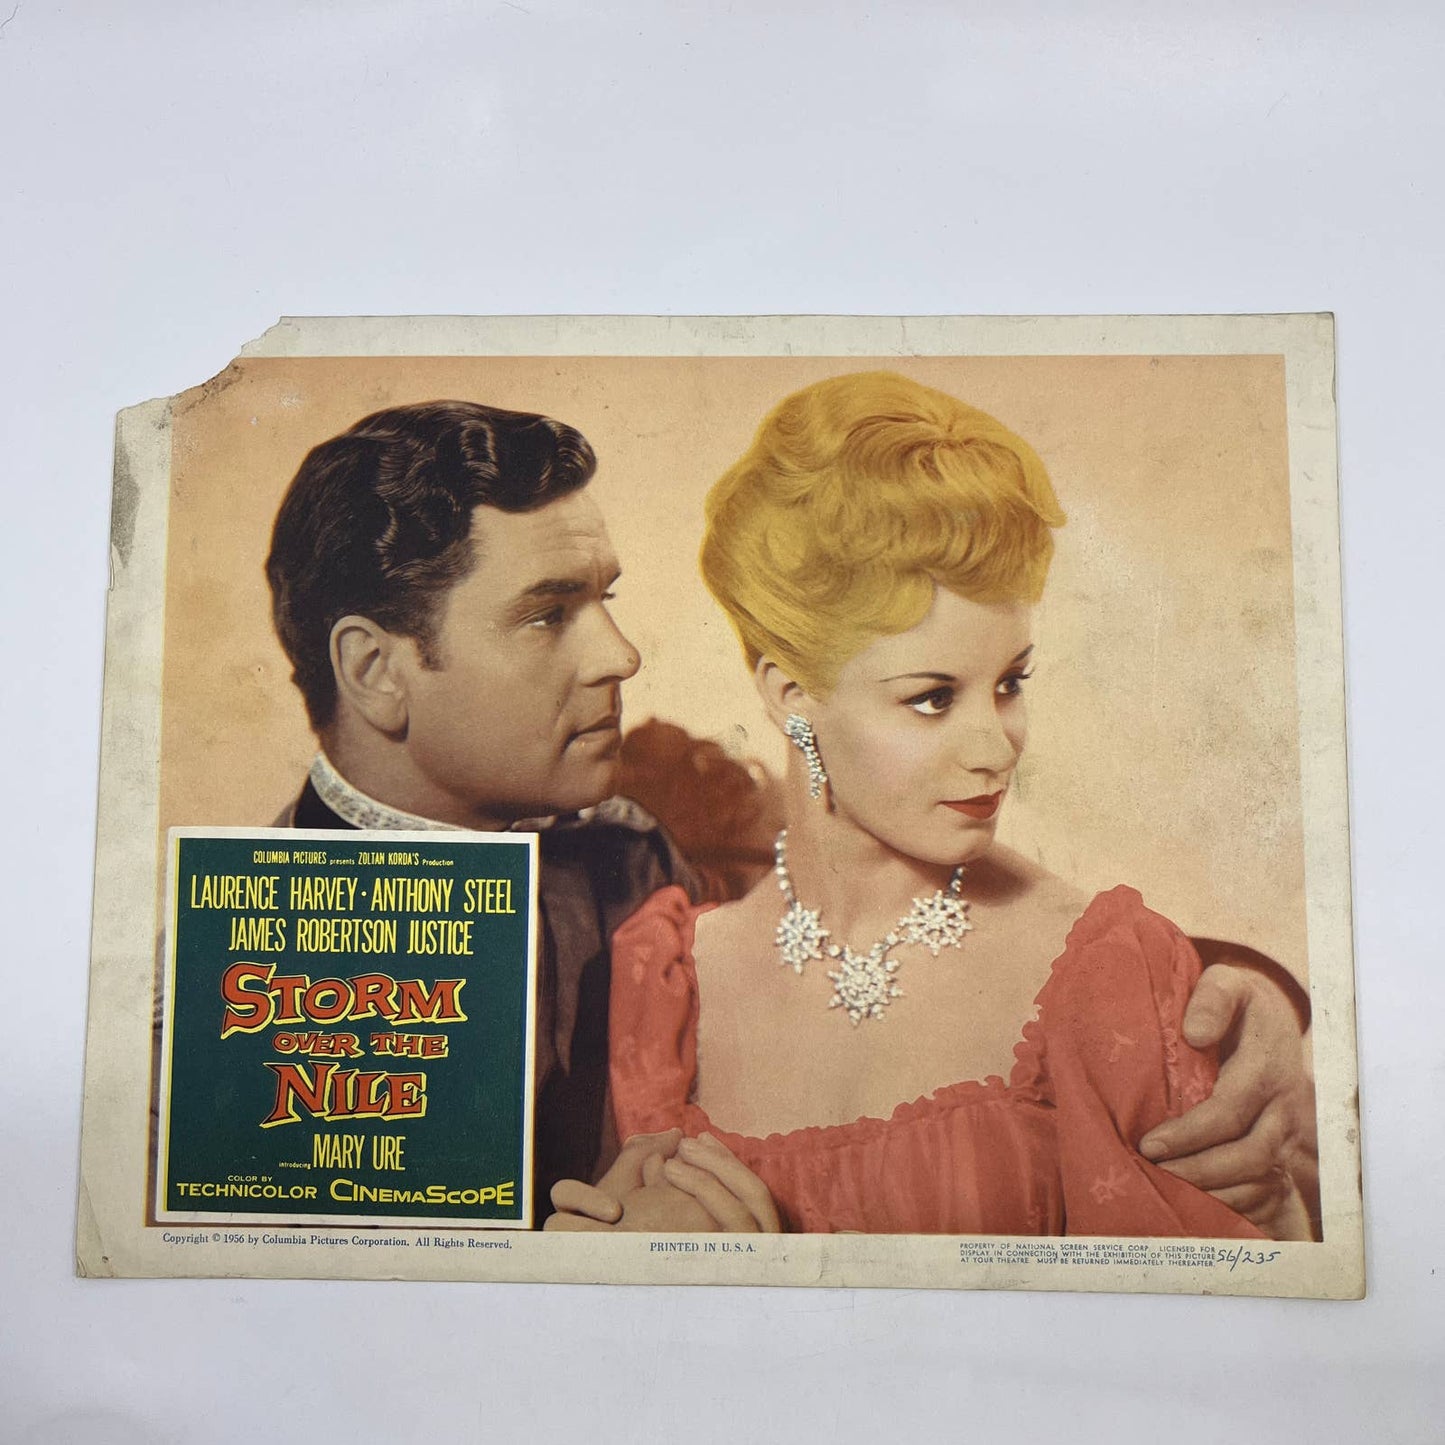 COLUMBIA PICTURES presents ZOLTAN KORDA'S Production
LAURENCE HARVEY · ANTHONY STEEL
JAMES ROBERTSON JUSTICE
STORM
OVER THE
NILE
introducing MARY URE
COLOR BY
TECHNICOLOR CINEMASCOPE
Copyright © 1956 by Columbia Pictures Corporation. All Rights Reserved.
PRINTED IN U.S.A.
PROPERTY OF NATIONAL SCREEN SERVICE CORP. LICENSED FOR
DISPLAY IN CONNECTION WITH THE EXHIBITION OF THIS PICTURE
AT YOUR THEATRE. MUST BE RETURNED IMMEDIATELY THEREAFTER.
56/235